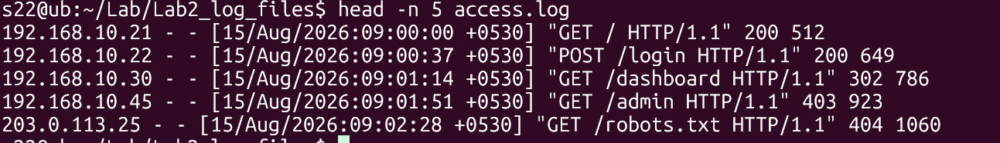 s22@ub:~/Lab/Lab2_log_files$ head -n 5 access.log
192.168.10.21 - - [15/Aug/2026:09:00:00 +0530] "GET / HTTP/1.1" 200 512
192.168.10.22 - - [15/Aug/2026:09:00:37 +0530] "POST /login HTTP/1.1" 200 649
192.168.10.30 - - [15/Aug/2026:09:01:14 +0530] "GET /dashboard HTTP/1.1" 302 786
192.168.10.45 - - [15/Aug/2026:09:01:51 +0530] "GET /admin HTTP/1.1" 403 923
203.0.113.25 - - [15/Aug/2026:09:02:28 +0530] "GET /robots.txt HTTP/1.1" 404 1060
s22@ub:~/Lab/Lab2_log_files$